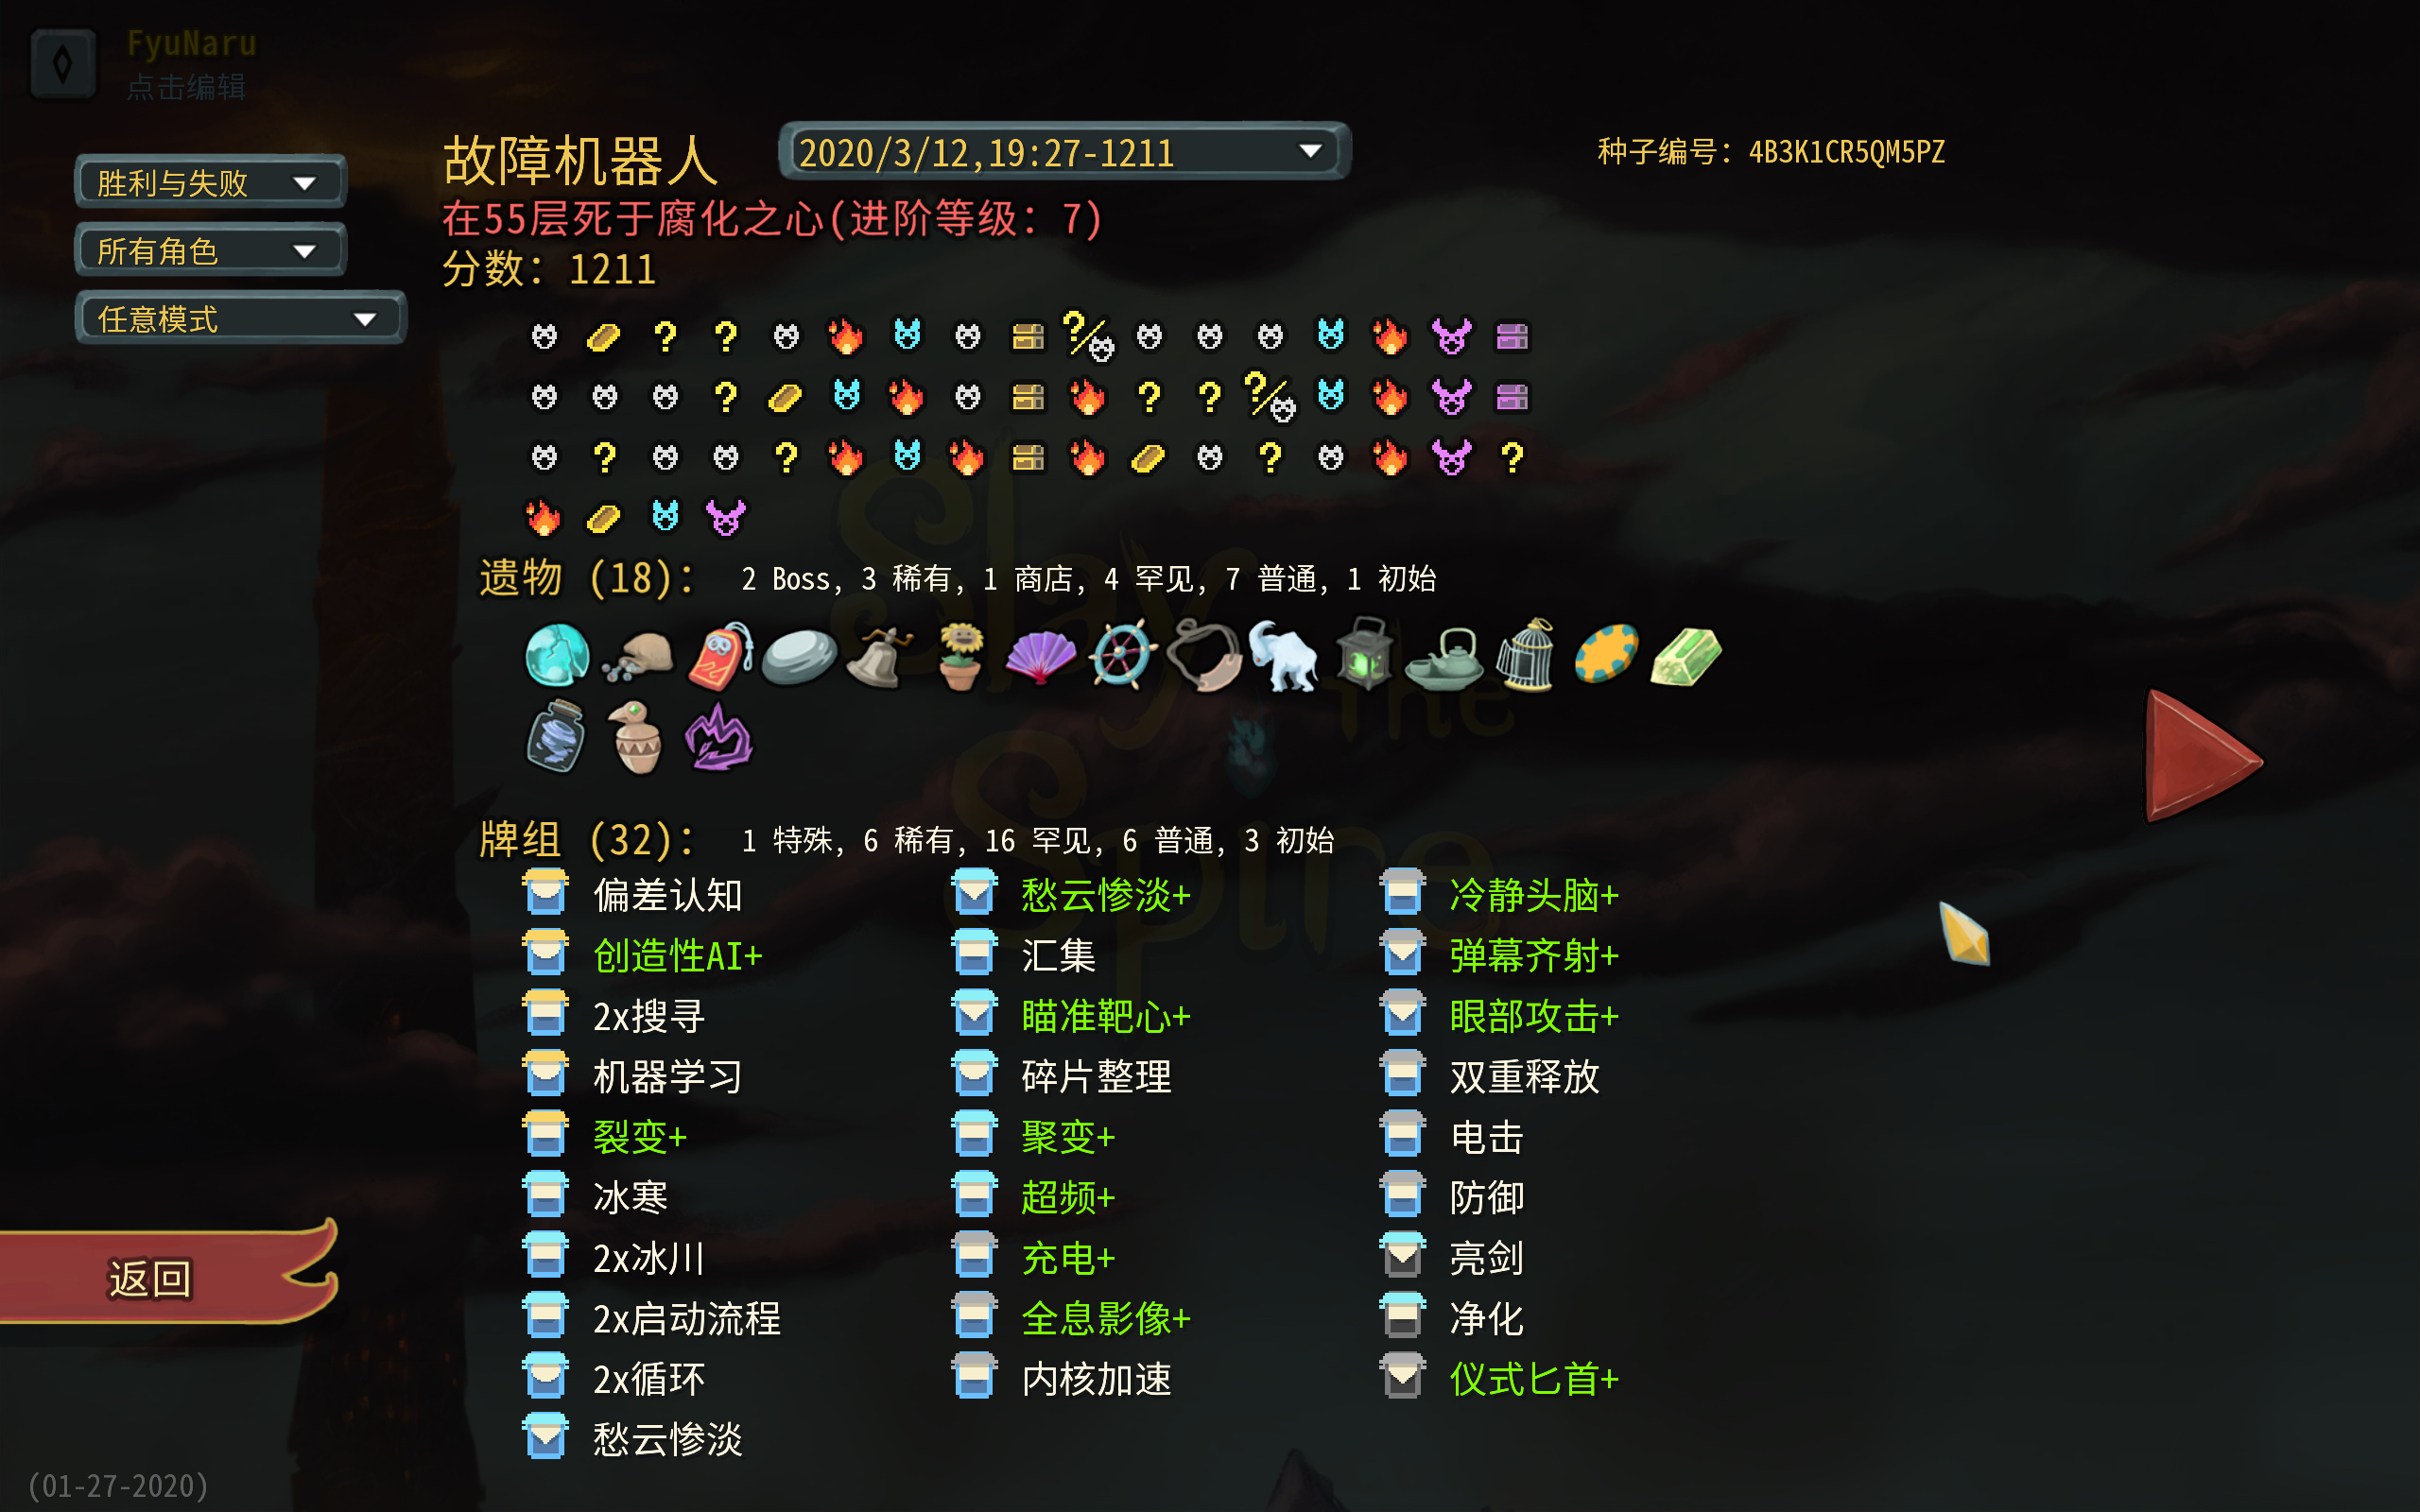 FyuNaru
点击编辑
胜利与失败
所有角色
任意模式
故障机器人
2020/3/12,19:27-1211
种子编号: 4B3K1CR5QM5PZ
在55层死于腐化之心(进阶等级: 7)
分数: 1211
遗物 (18): 2 Boss, 3 稀有, 1 商店, 4 罕见, 7 普通, 1 初始
牌组 (32): 1 特殊, 6 稀有, 16 罕见, 6 普通, 3 初始
偏差认知
创造性AI+
2x搜寻
机器学习
裂变+
冰寒
2x冰川
2x启动流程
2x循环
愁云惨淡
愁云惨淡+
汇集
瞄准靶心+
碎片整理
聚变+
超频+
充电+
全息影像+
内核加速
冷静头脑+
弹幕齐射+
眼部攻击+
双重释放
电击
防御
亮剑
净化
仪式匕首+
返回
Slay
The
Spire
(01-27-2020)